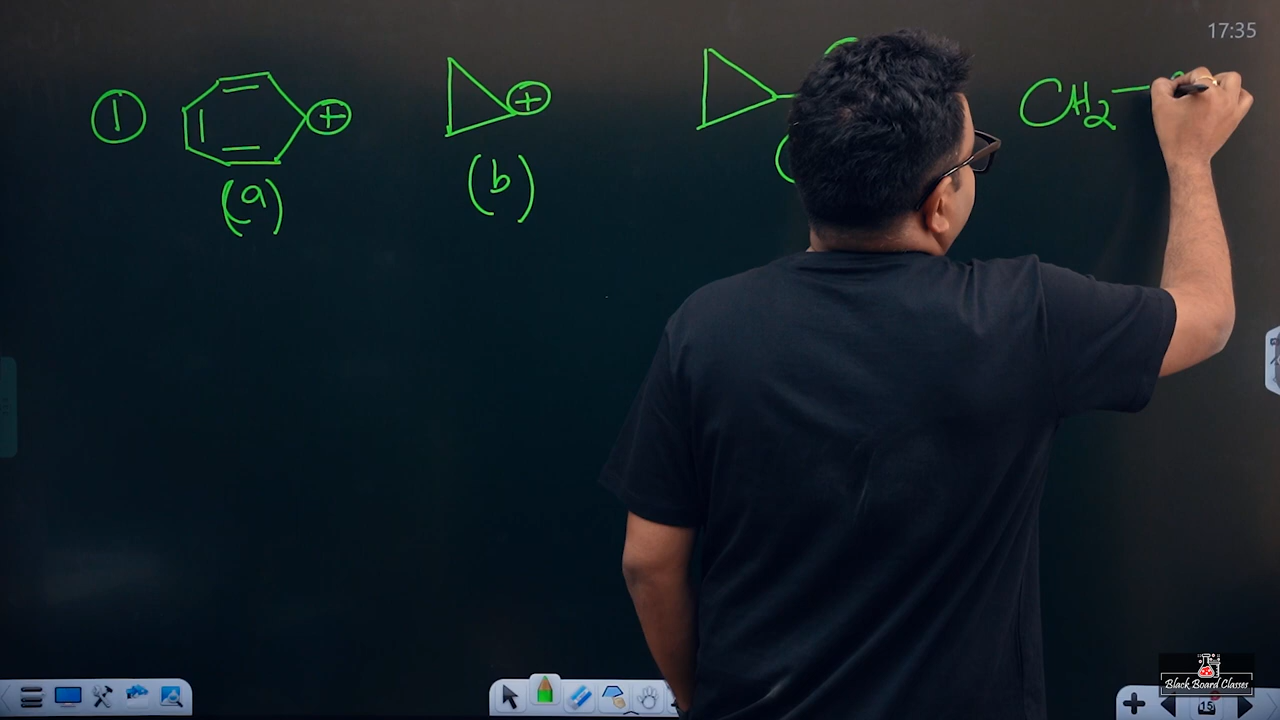 17:35
① + + CH2—
(a) (b)
Black Board Classes
15